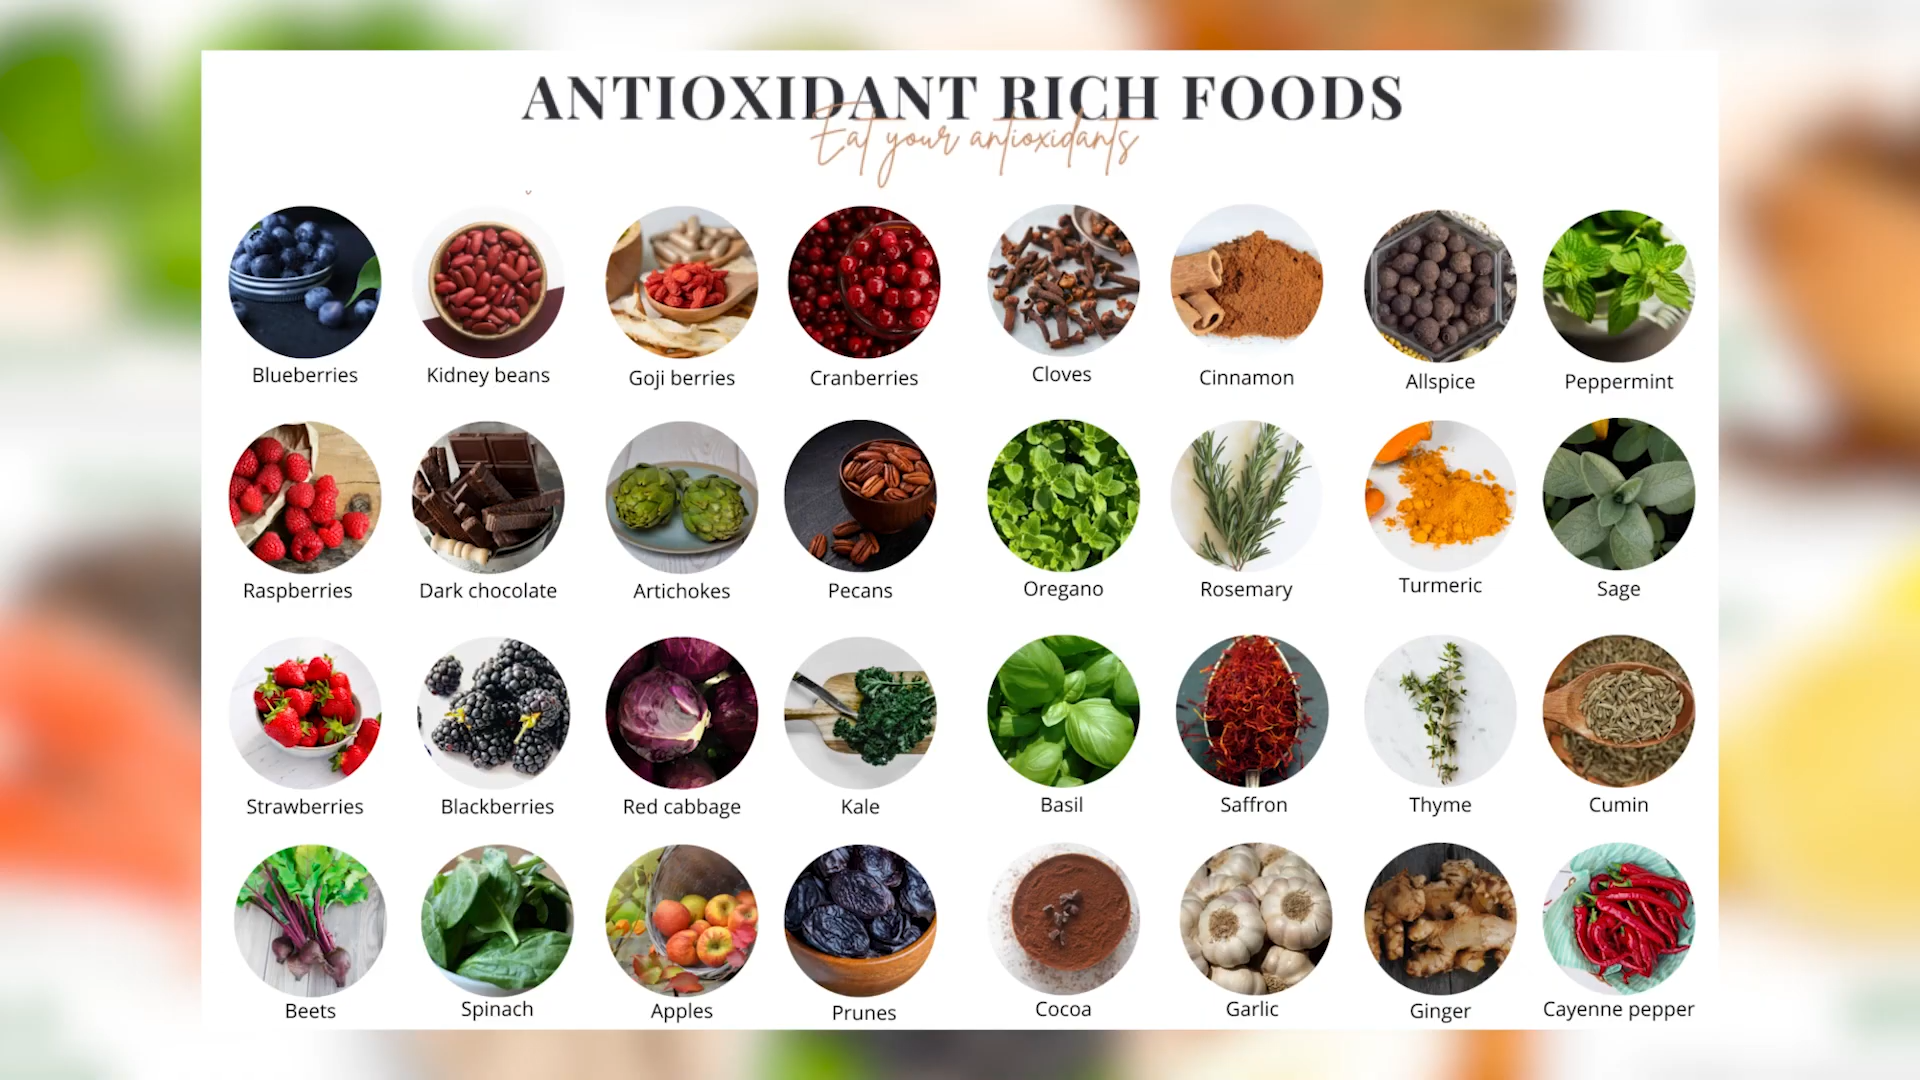 ANTIOXIDANT RICH FOODS
Eat your antioxidants
Blueberries
Kidney beans
Goji berries
Cranberries
Cloves
Cinnamon
Allspice
Peppermint
Raspberries
Dark chocolate
Artichokes
Pecans
Oregano
Rosemary
Turmeric
Sage
Strawberries
Blackberries
Red cabbage
Kale
Basil
Saffron
Thyme
Cumin
Beets
Spinach
Apples
Prunes
Cocoa
Garlic
Ginger
Cayenne pepper